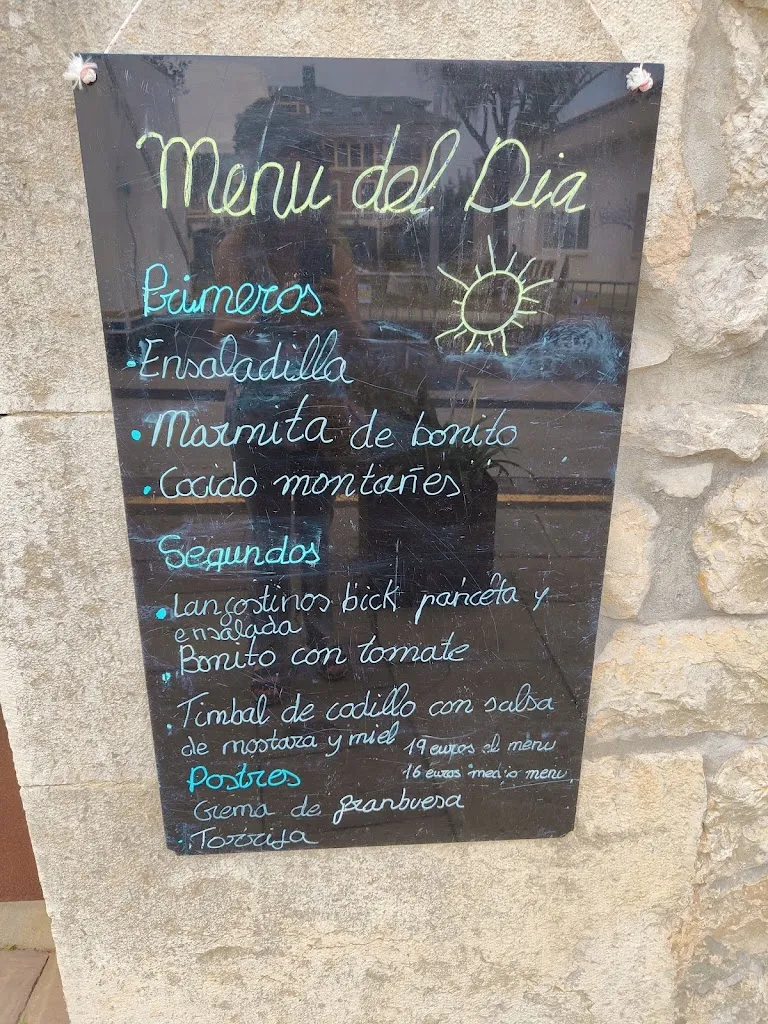 Menu del Dia
Primeros
• Ensaladilla
• Marmita de bonito
• Cocido montañes
Segundos
• Langostinos bick panceta y
ensalada
• Bonito con tomate
• Timbal de codillo con salsa
de mostaza y miel
19 euros el menu
16 euros medio menu
Postres
Crema de franbuesa
• Torrija